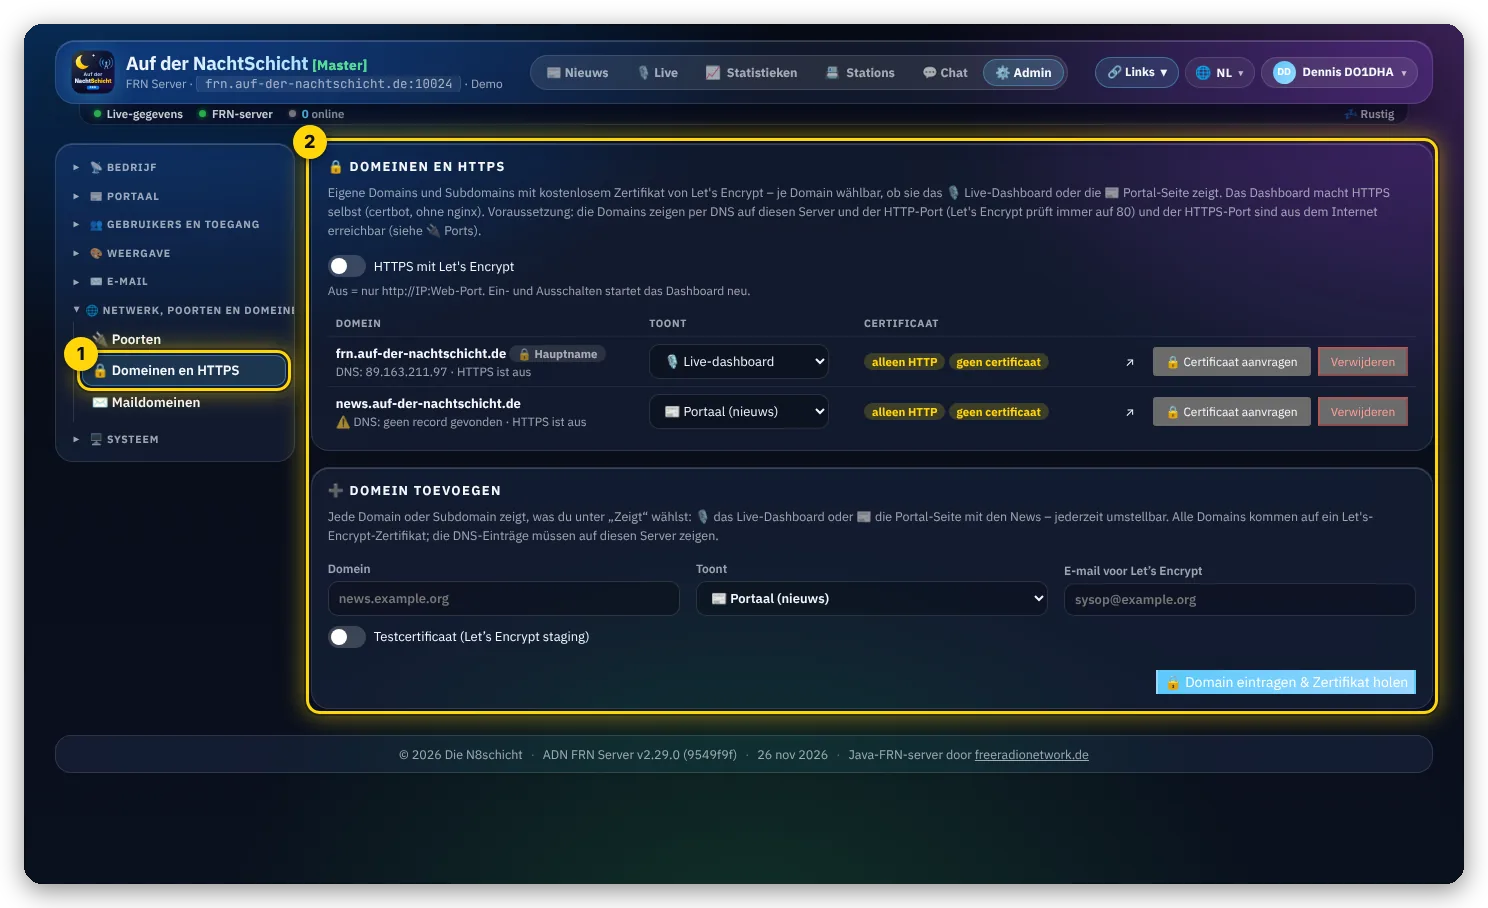 Auf der NachtSchicht [Master]
FRN Server · frn.auf-der-nachtschicht.de:10024 · Demo
Auf der
NachtSchicht
Nieuws
Live
Statistieken
Stations
Chat
Admin
Links ▾
NL ▾
DD Dennis DO1DHA ▾
Live-gegevens
FRN-server
0 online
Rustig
BEDRIJF
PORTAAL
GEBRUIKERS EN TOEGANG
WEERGAVE
E-MAIL
NETWERK, POORTEN EN DOMEINE
Poorten
1
Domeinen en HTTPS
Maildomeinen
SYSTEEM
2
DOMEINEN EN HTTPS
Eigene Domains und Subdomains mit kostenlosem Zertifikat von Let's Encrypt – je Domain wählbar, ob sie das 🎙️ Live-Dashboard oder die 📰 Portal-Seite zeigt. Das Dashboard macht HTTPS
selbst (certbot, ohne nginx). Voraussetzung: die Domains zeigen per DNS auf diesen Server und der HTTP-Port (Let's Encrypt prüft immer auf 80) und der HTTPS-Port sind aus dem Internet
erreichbar (siehe 🔌 Ports).
HTTPS mit Let's Encrypt
Aus = nur http://IP:Web-Port. Ein- und Ausschalten startet das Dashboard neu.
DOMEIN TOONT CERTIFICAAT
frn.auf-der-nachtschicht.de 🔒 Hauptname
DNS: 89.163.211.97 · HTTPS ist aus
Live-dashboard
alleen HTTP geen certificaat
↗
Certificaat aanvragen
Verwijderen
news.auf-der-nachtschicht.de
⚠️ DNS: geen record gevonden · HTTPS ist aus
Portaal (nieuws)
alleen HTTP geen certificaat
↗
Certificaat aanvragen
Verwijderen
DOMEIN TOEVOEGEN
Jede Domain oder Subdomain zeigt, was du unter „Zeigt“ wählst: 🎙️ das Live-Dashboard oder 📰 die Portal-Seite mit den News – jederzeit umstellbar. Alle Domains kommen auf ein Let's-
Encrypt-Zertifikat; die DNS-Einträge müssen auf diesen Server zeigen.
Domein
news.example.org
Toont
Portaal (nieuws)
E-mail voor Let’s Encrypt
sysop@example.org
Testcertificaat (Let’s Encrypt staging)
Domain eintragen & Zertifikat holen
© 2026 Die N8schicht · ADN FRN Server v2.29.0 (9549f9f) · 26 nov 2026 · Java-FRN-server door freeradionetwork.de